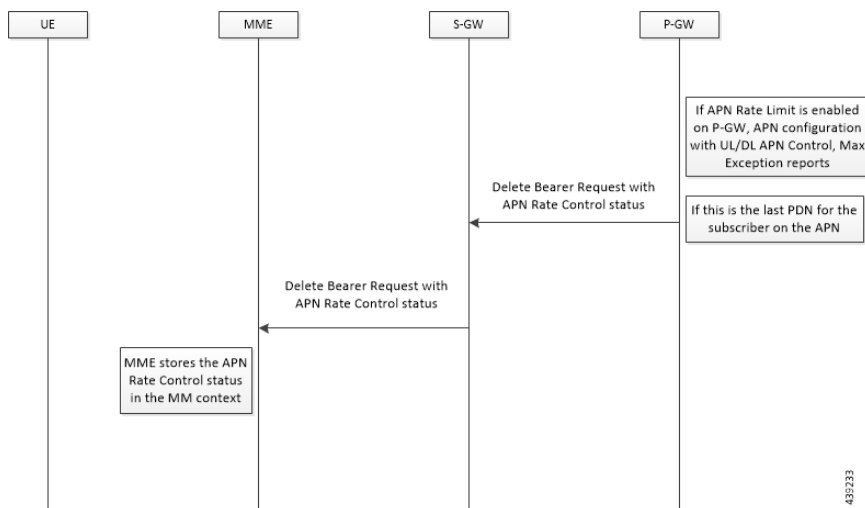 UE
MME
S-GW
P-GW
If APN Rate Limit is enabled
on P-GW, APN configuration
with UL/DL APN Control, Max
Exception reports
Delete Bearer Request with
APN Rate Control status
If this is the last PDN for the
subscriber on the APN
Delete Bearer Request with
APN Rate Control status
MME stores the APN
Rate Control status
in the MM context
439233